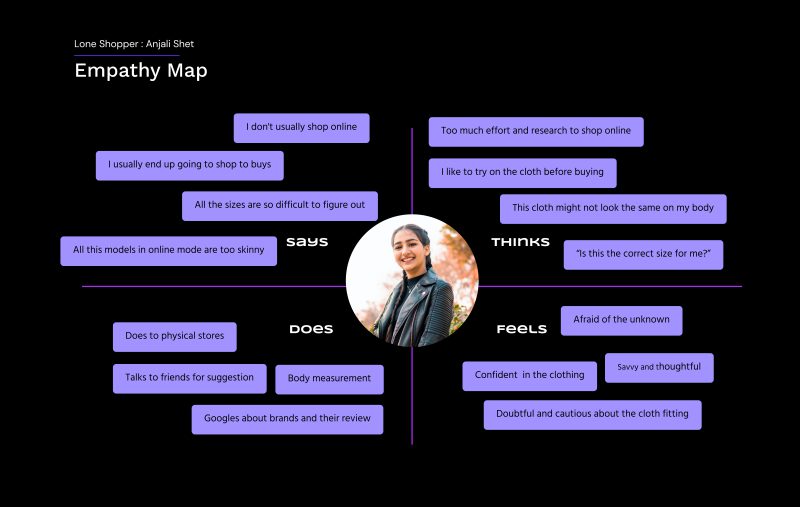 Lone Shopper : Anjali Shet
Empathy Map
I don't usually shop online
I usually end up going to shop to buys
All the sizes are so difficult to figure out
All this models in online mode are too skinny
Says
Too much effort and research to shop online
I like to try on the cloth before buying
This cloth might not look the same on my body
Thinks
“Is this the correct size for me?”
Does
Does to physical stores
Talks to friends for suggestion
Body measurement
Googles about brands and their review
Feels
Afraid of the unknown
Savvy and thoughtful
Confident in the clothing
Doubtful and cautious about the cloth fitting